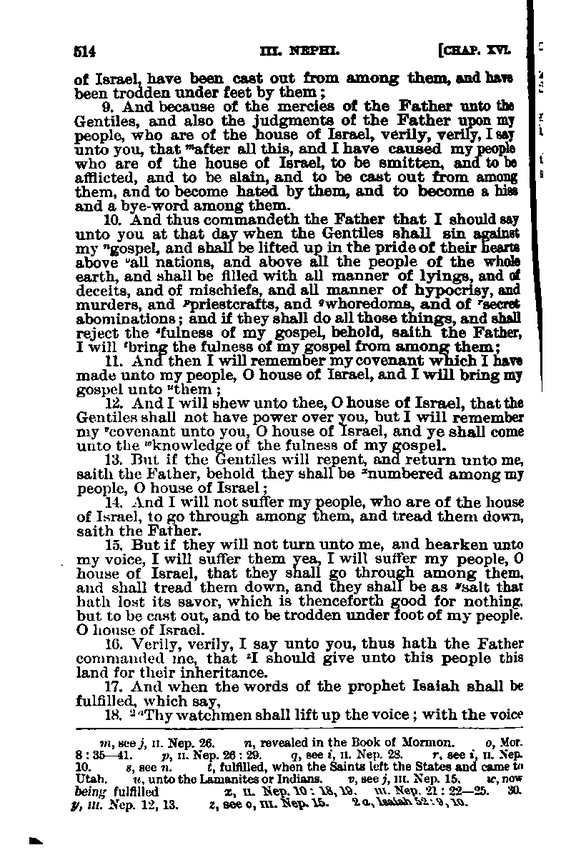 514 III. NEPHI. [CHAP. XVI.
of Israel, have been cast out from among them, and have
been trodden under feet by them;
9. And because of the mercies of the Father unto the
Gentiles, and also the judgments of the Father upon my
people, who are of the house of Israel, verily, verily, I say
unto you, that ᵐafter all this, and I have caused my people
who are of the house of Israel, to be smitten, and to be
afflicted, and to be slain, and to be cast out from among
them, and to become hated by them, and to become a hiss
and a bye-word among them.
10. And thus commandeth the Father that I should say
unto you at that day when the Gentiles shall sin against
my ⁿgospel, and shall be lifted up in the pride of their hearts
above ᵒall nations, and above all the people of the whole
earth, and shall be filled with all manner of lyings, and of
deceits, and of mischiefs, and all manner of hypocrisy, and
murders, and ᵖpriestcrafts, and qwhoredoms, and of ʳsecret
abominations; and if they shall do all those things, and shall
reject the ˢfulness of my gospel, behold, saith the Father,
I will ᵗbring the fulness of my gospel from among them;
11. And then I will remember my covenant which I have
made unto my people, O house of Israel, and I will bring my
gospel unto ᵘthem;
12. And I will shew unto thee, O house of Israel, that the
Gentiles shall not have power over you, but I will remember
my ᵛcovenant unto you, O house of Israel, and ye shall come
unto the ʷknowledge of the fulness of my gospel.
13. But if the Gentiles will repent, and return unto me,
saith the Father, behold they shall be ˣnumbered among my
people, O house of Israel;
14. And I will not suffer my people, who are of the house
of Israel, to go through among them, and tread them down,
saith the Father.
15. But if they will not turn unto me, and hearken unto
my voice, I will suffer them yea, I will suffer my people, O
house of Israel, that they shall go through among them,
and shall tread them down, and they shall be as ʸsalt that
hath lost its savor, which is thenceforth good for nothing,
but to be cast out, and to be trodden under foot of my people.
O house of Israel.
16. Verily, verily, I say unto you, thus hath the Father
commanded me, that ᶻI should give unto this people this
land for their inheritance.
17. And when the words of the prophet Isaiah shall be
fulfilled, which say,
18. ²ᵃThy watchmen shall lift up the voice; with the voice
m, see j, II. Nep. 26. n, revealed in the Book of Mormon. o, Mor.
8:35—41. p, II. Nep. 26:29. q, see i, II. Nep. 28. r, see i, II. Nep.
10. s, see n. t, fulfilled, when the Saints left the States and came to
Utah. u, unto the Lamanites or Indians. v, see j, III. Nep. 15. w, now
being fulfilled x, II. Nep. 10:18, 19. III. Nep. 21:22—25. 30.
y, III. Nep. 12, 13. z, see o, III. Nep. 15. 2a, Isaiah 52:9, 10.